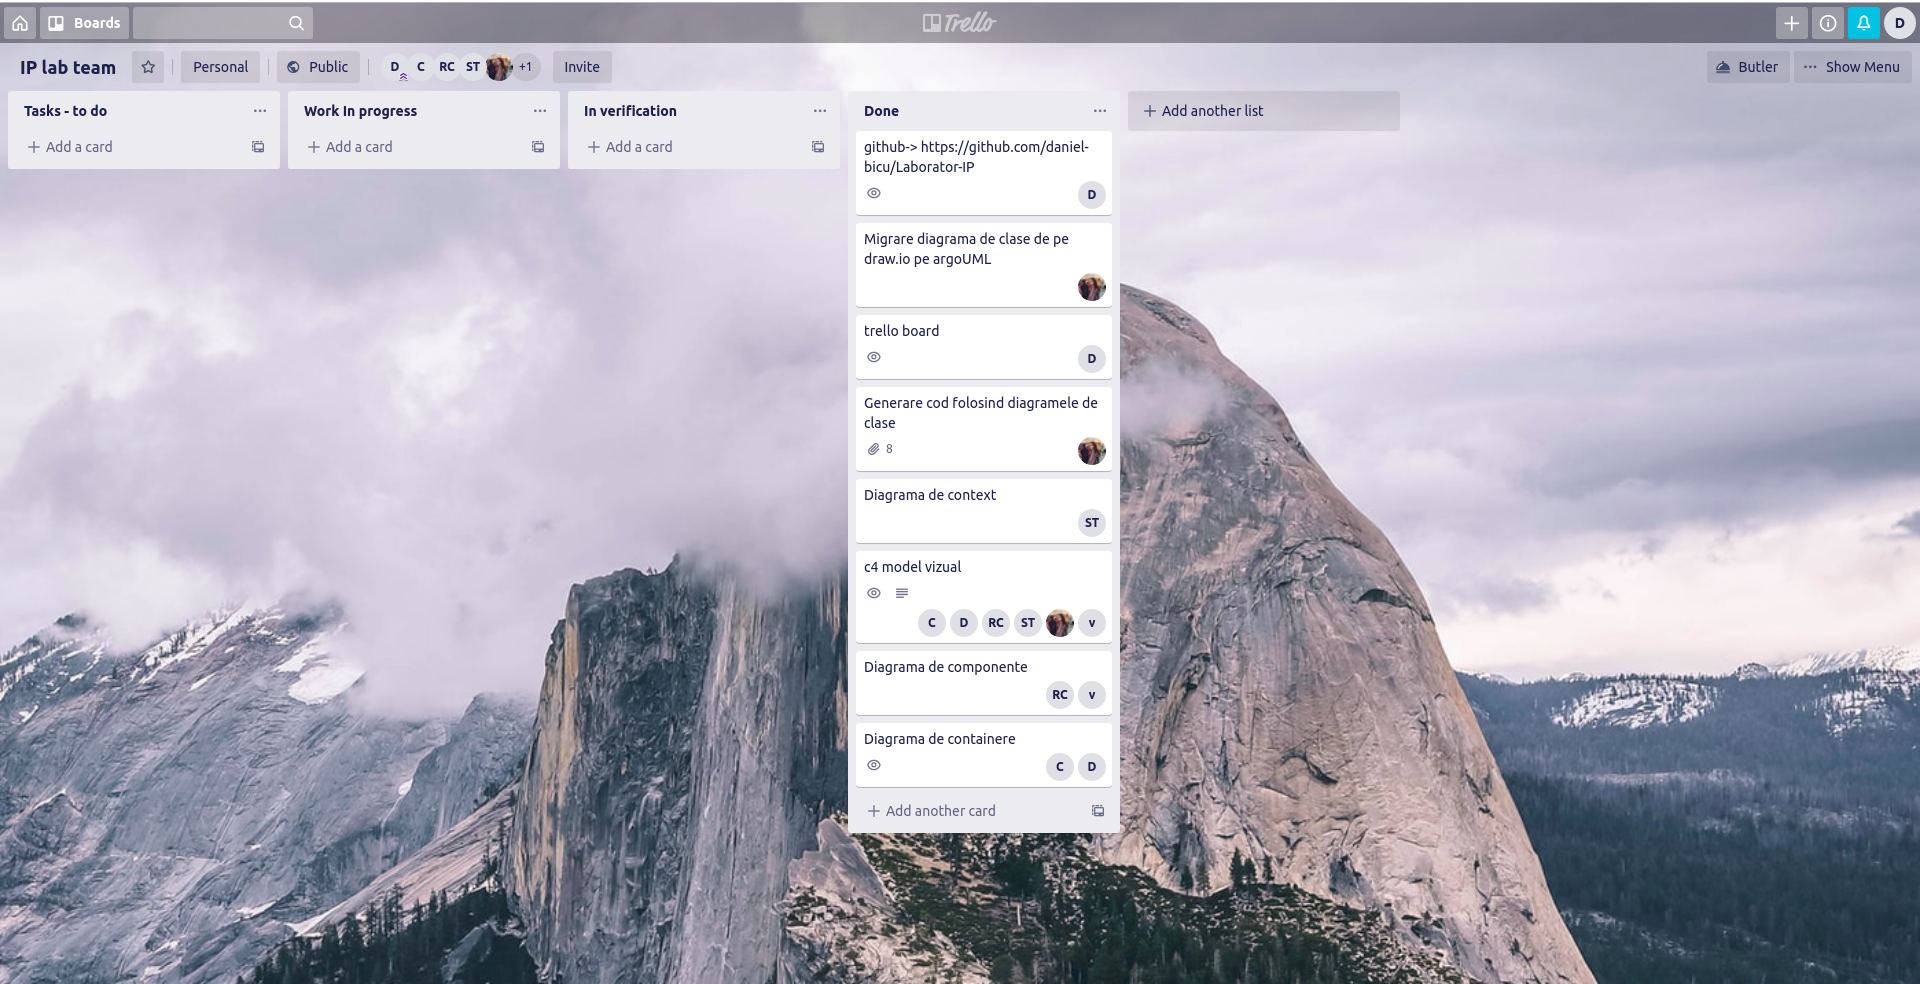 Boards
Trello
D
IP lab team
Personal
Public
D C RC ST +1
Invite
Butler
··· Show Menu
Tasks - to do ···
+ Add a card
Work In progress ···
+ Add a card
In verification ···
+ Add a card
Done ···
github-> https://github.com/daniel-
bicu/Laborator-IP
D
Migrare diagrama de clase de pe
draw.io pe argoUML
trello board
D
Generare cod folosind diagramele de
clase
8
Diagrama de context
ST
c4 model vizual
C D RC ST v
Diagrama de componente
RC v
Diagrama de containere
C D
+ Add another card
+ Add another list